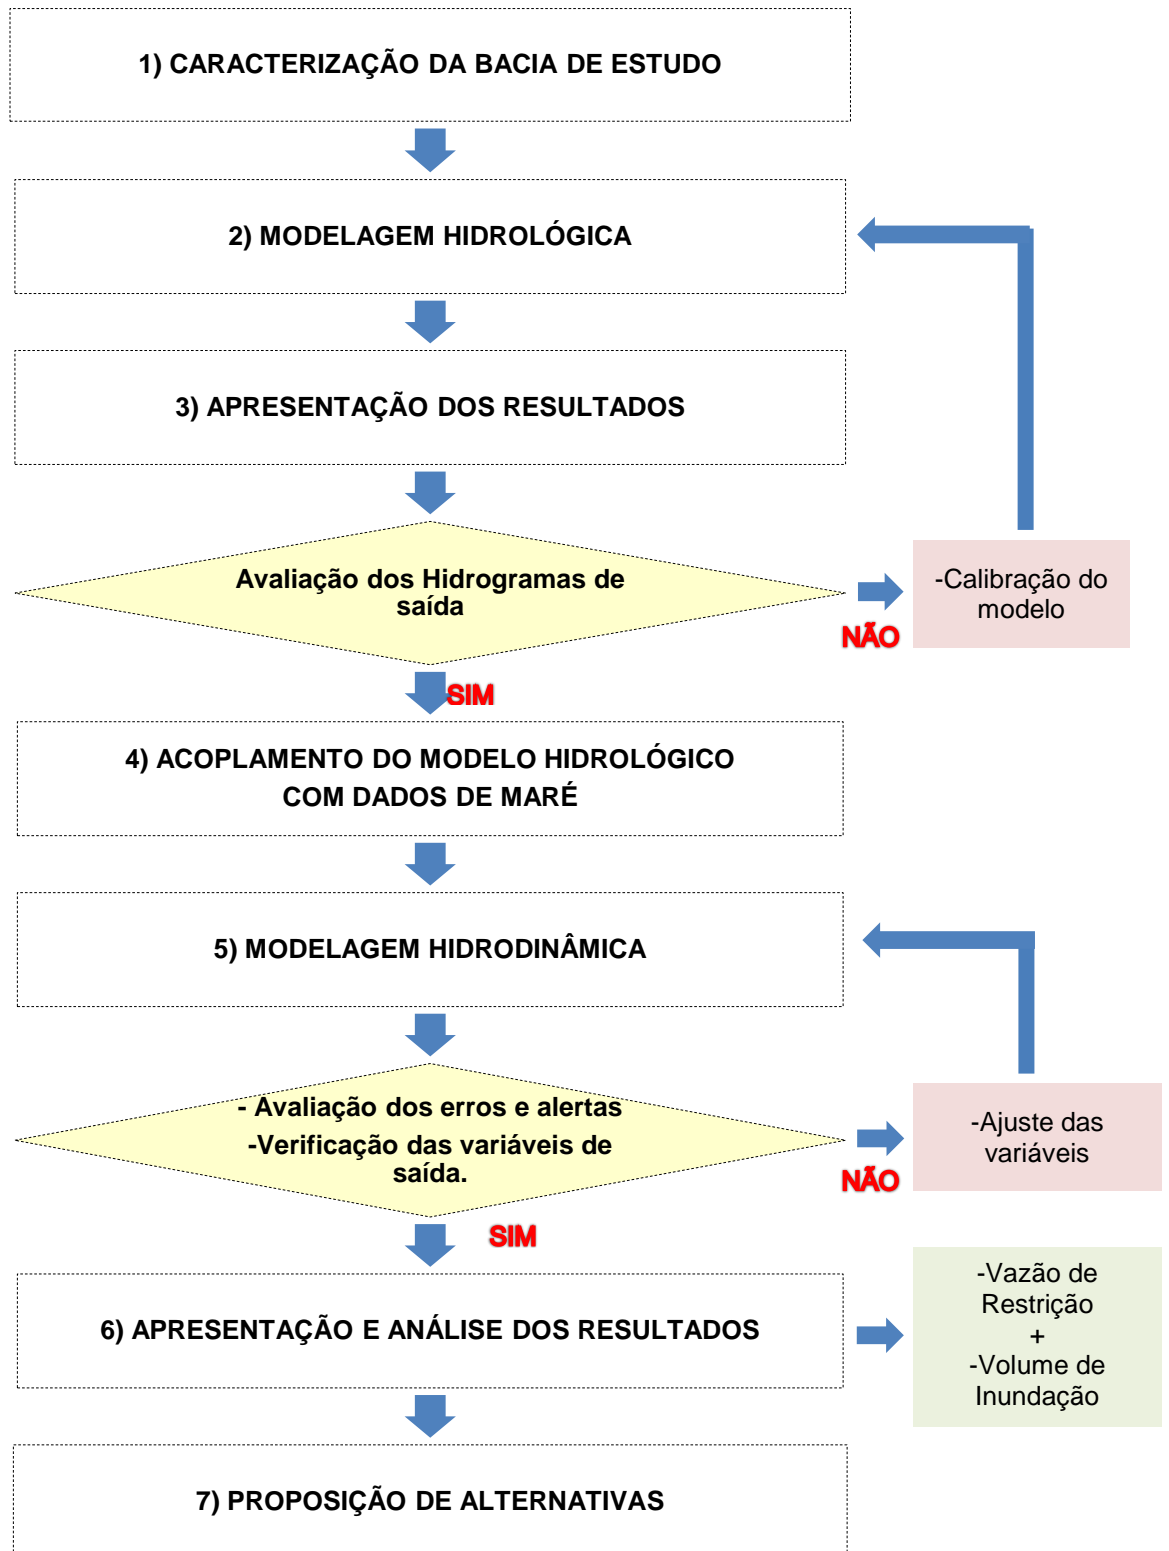 1) CARACTERIZAÇÃO DA BACIA DE ESTUDO
2) MODELAGEM HIDROLÓGICA
3) APRESENTAÇÃO DOS RESULTADOS
Avaliação dos Hidrogramas de
saída
NÃO
-Calibração do
modelo
SIM
4) ACOPLAMENTO DO MODELO HIDROLÓGICO
COM DADOS DE MARÉ
5) MODELAGEM HIDRODINÂMICA
- Avaliação dos erros e alertas
-Verificação das variáveis de
saída.
NÃO
-Ajuste das
variáveis
SIM
6) APRESENTAÇÃO E ANÁLISE DOS RESULTADOS
-Vazão de
Restrição
+
-Volume de
Inundação
7) PROPOSIÇÃO DE ALTERNATIVAS